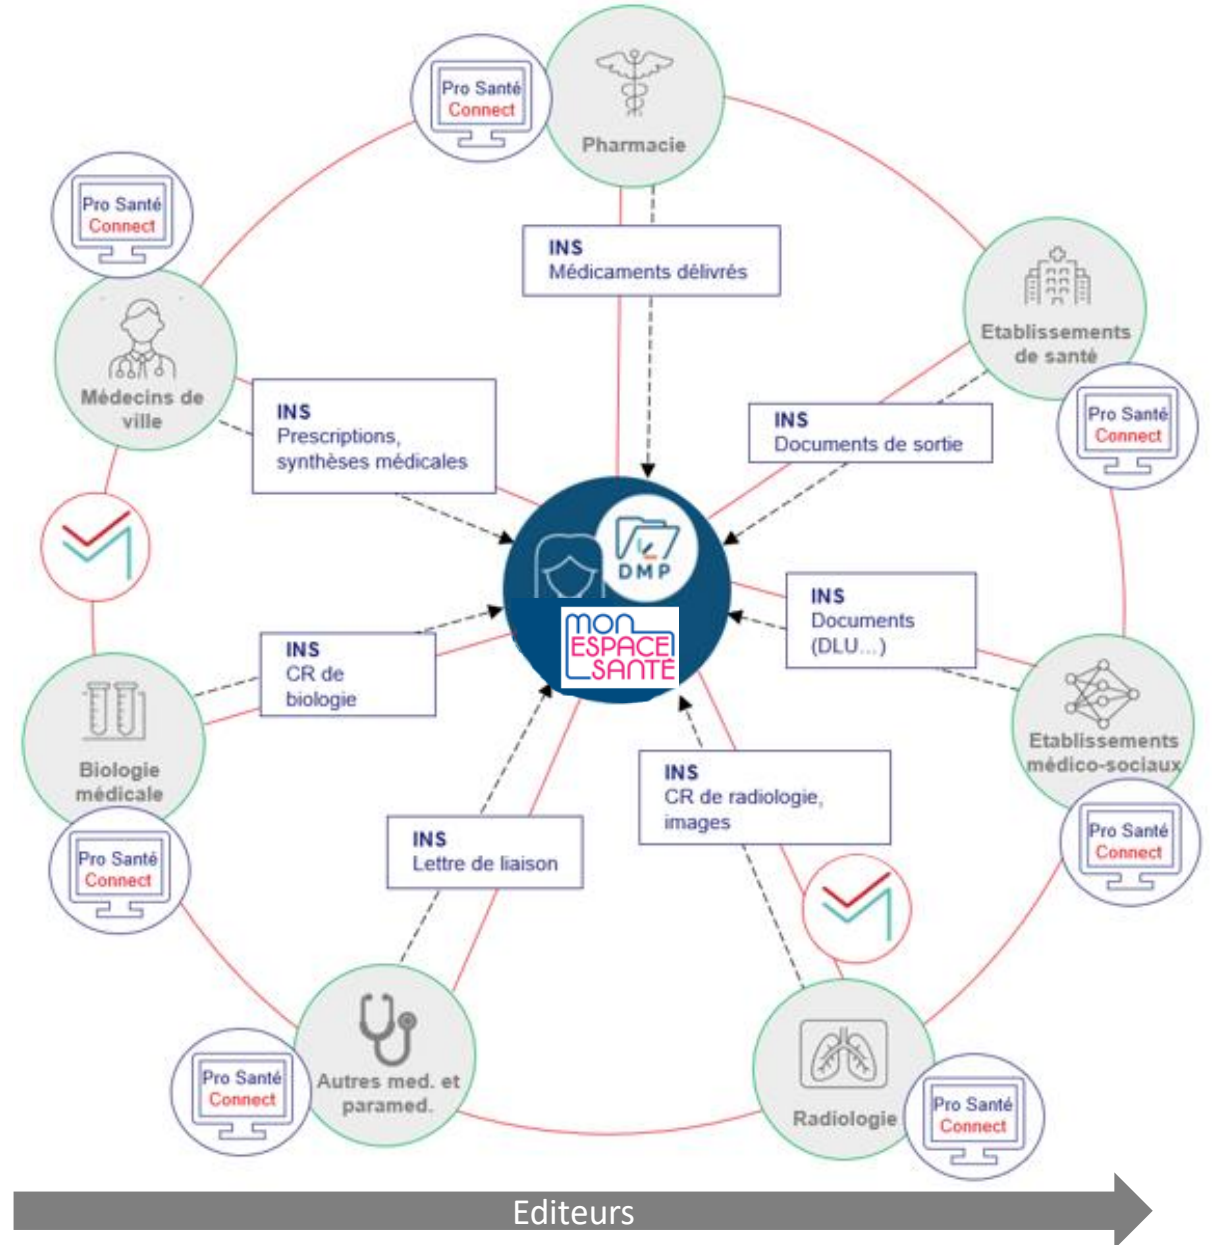 Pro Santé
Connect
Pharmacie
Pro Santé
Connect
INS
Médicaments délivrés
Etablissements
de santé
Médecins de
ville
INS
Prescriptions,
synthèses médicales
INS
Documents de sortie
Pro Santé
Connect
DMP
mon
ESPACE
SANTÉ
INS
Documents
(DLU...)
INS
CR de
biologie
Etablissements
médico-sociaux
Biologie
médicale
INS
CR de radiologie,
images
INS
Lettre de liaison
Pro Santé
Connect
Pro Santé
Connect
Autres med. et
paramed.
Pro Santé
Connect
Radiologie
Pro Santé
Connect
Editeurs